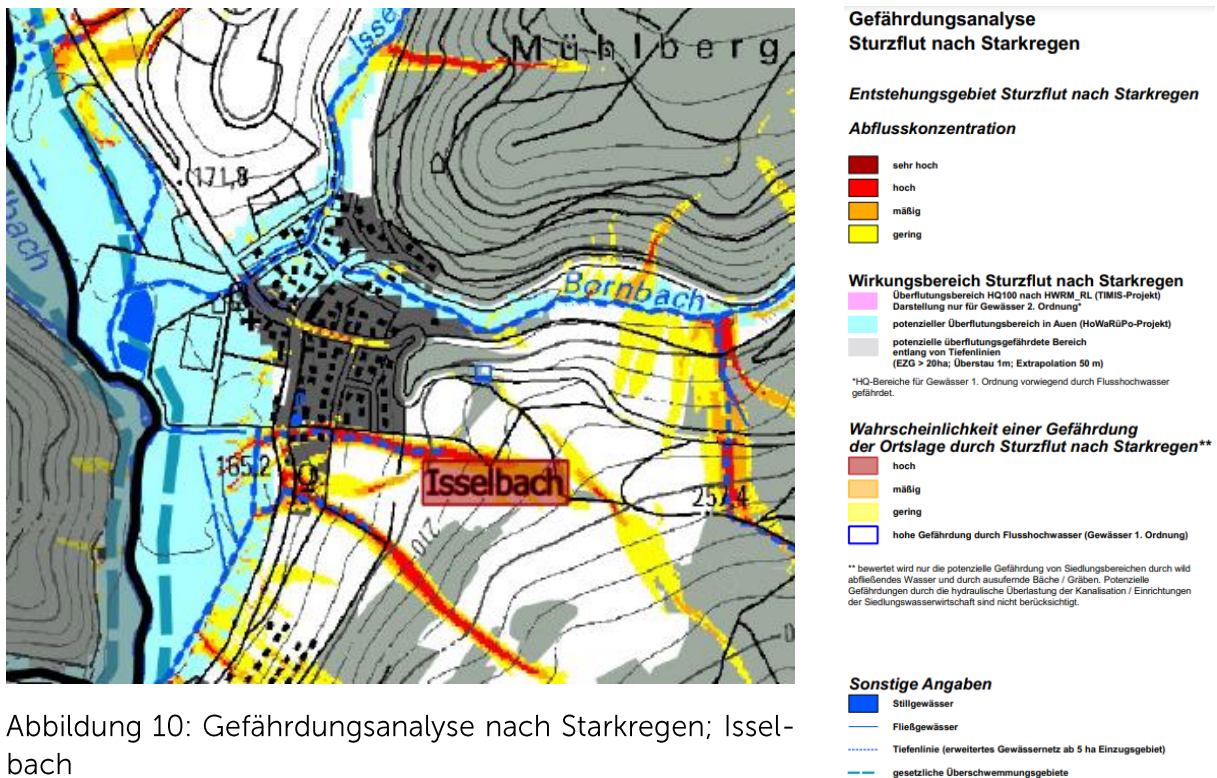 Isse
Mühlberg
171,8
lbach
Bornbach
165,2
Isselbach
257,4
210
Abbildung 10: Gefährdungsanalyse nach Starkregen; Issel-
bach
Gefährdungsanalyse
Sturzflut nach Starkregen
Entstehungsgebiet Sturzflut nach Starkregen
Abflusskonzentration
sehr hoch
hoch
mäßig
gering
Wirkungsbereich Sturzflut nach Starkregen
Überflutungsbereich HQ100 nach HWRM_RL (TIMIS-Projekt)
Darstellung nur für Gewässer 2. Ordnung*
potenzieller Überflutungsbereich in Auen (HoWaRüPo-Projekt)
potenzielle überflutungsgefährdete Bereich
entlang von Tiefenlinien
(EZG > 20ha; Überstau 1m; Extrapolation 50 m)
*HQ-Bereiche für Gewässer 1. Ordnung vorwiegend durch Flusshochwasser
gefährdet.
Wahrscheinlichkeit einer Gefährdung
der Ortslage durch Sturzflut nach Starkregen**
hoch
mäßig
gering
hohe Gefährdung durch Flusshochwasser (Gewässer 1. Ordnung)
** bewertet wird nur die potenzielle Gefährdung von Siedlungsbereichen durch wild
abfließendes Wasser und durch ausufernde Bäche / Gräben. Potenzielle
Gefährdungen durch die hydraulische Überlastung der Kanalisation / Einrichtungen
der Siedlungswasserwirtschaft sind nicht berücksichtigt.
Sonstige Angaben
Stillgewässer
Fließgewässer
Tiefenlinie (erweitertes Gewässernetz ab 5 ha Einzugsgebiet)
gesetzliche Überschwemmungsgebiete